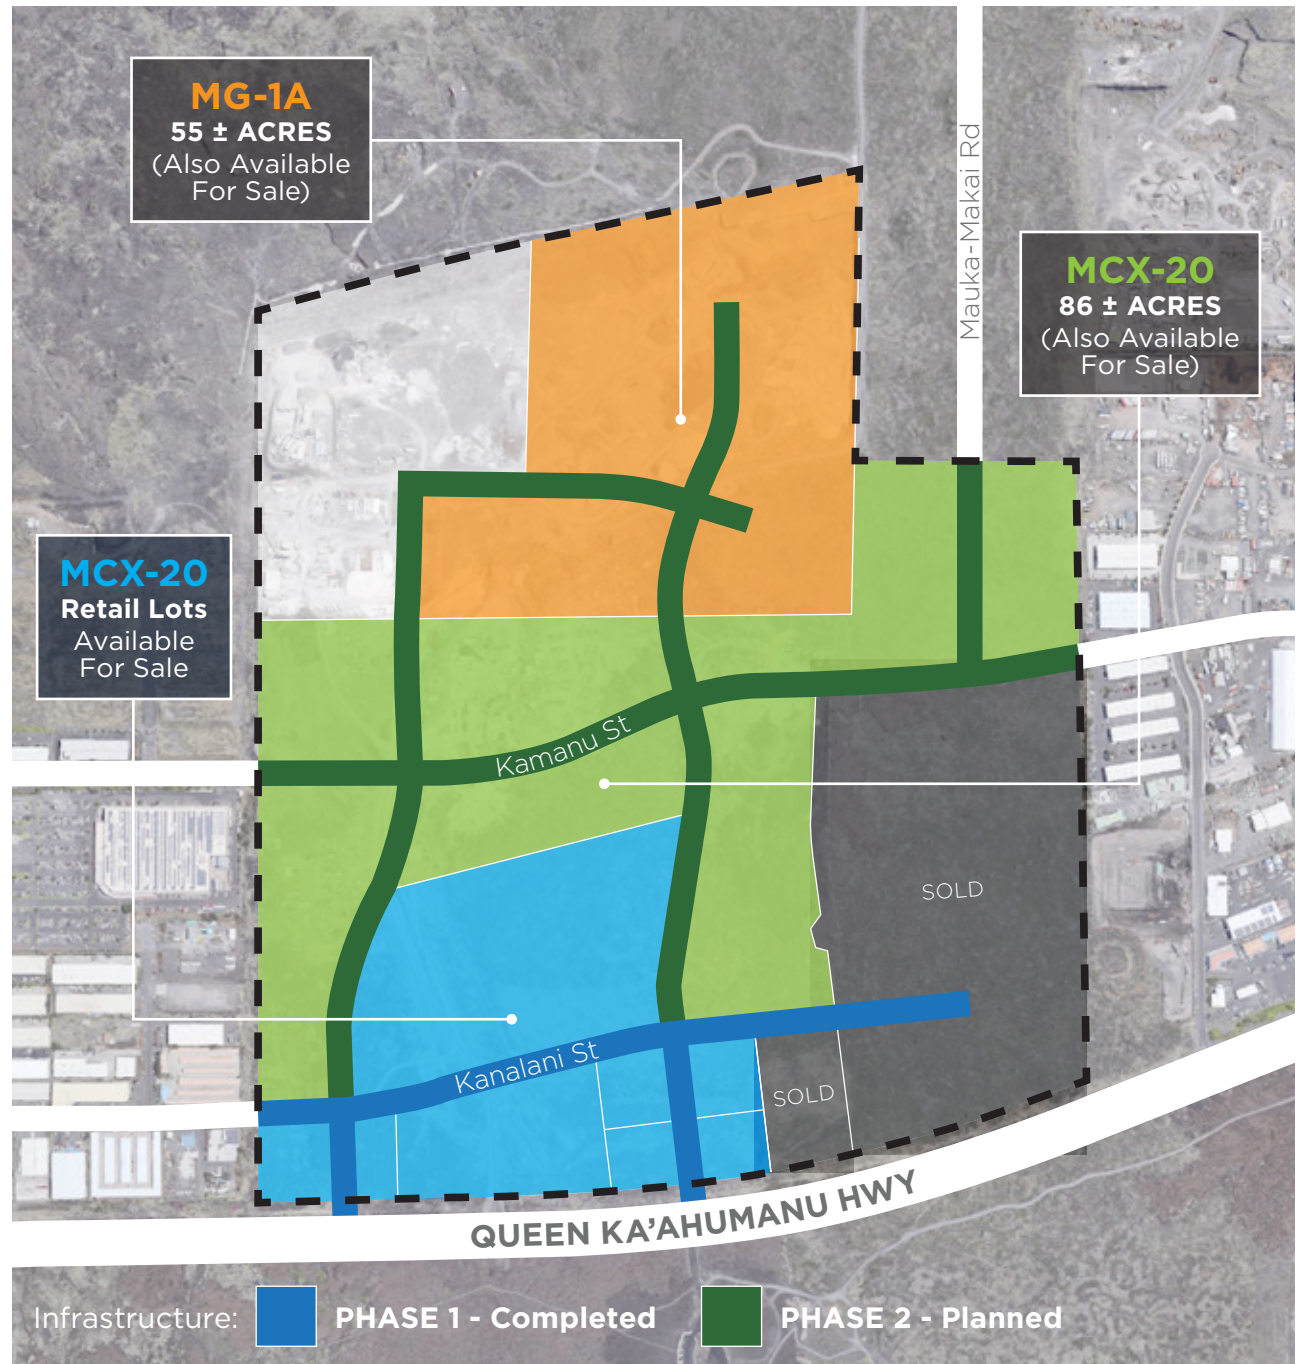 MG-1A
55 ± ACRES
(Also Available
For Sale)
Mauka-Makai Rd
MCX-20
86 ± ACRES
(Also Available
For Sale)
MCX-20
Retail Lots
Available
For Sale
Kamanu St
SOLD
Kanalani St
SOLD
QUEEN KA’AHUMANU HWY
Infrastructure:
PHASE 1 - Completed
PHASE 2 - Planned